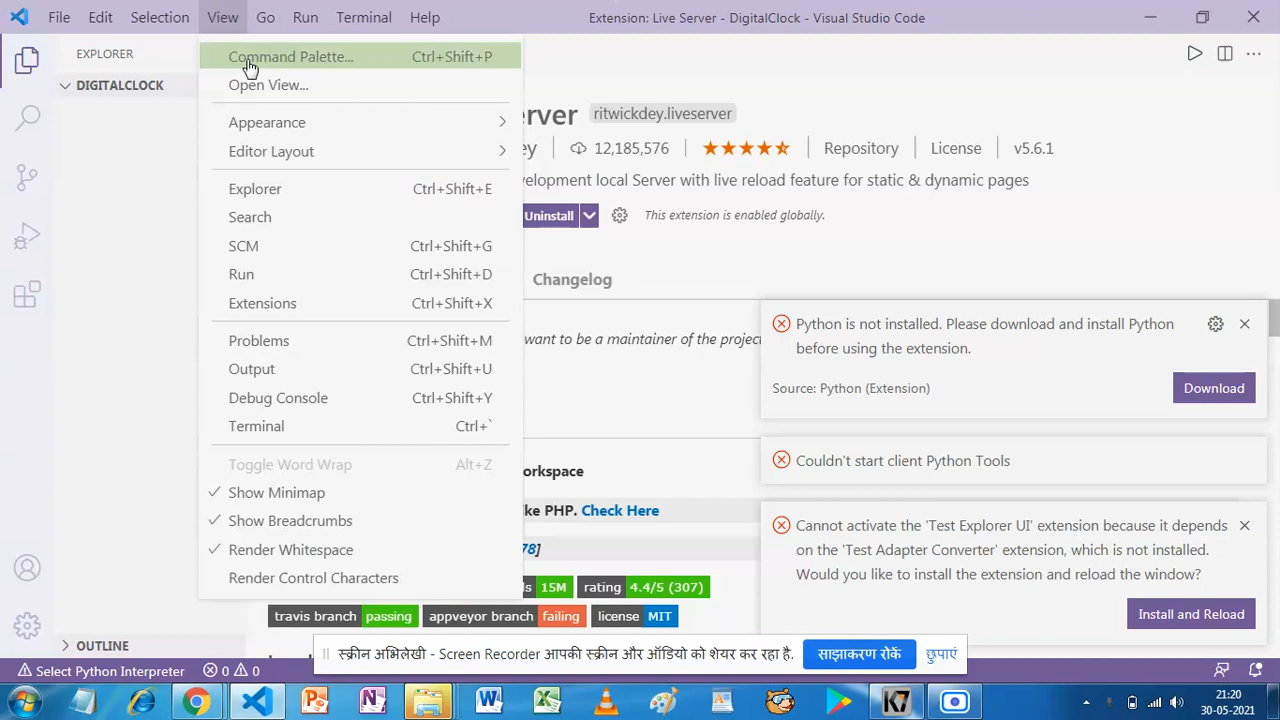 File Edit Selection View Go Run Terminal Help Extension: Live Server - DigitalClock - Visual Studio Code
EXPLORER
DIGITALCLOCK
OUTLINE
Command Palette... Ctrl+Shift+P
Open View...
Appearance
Editor Layout
Explorer Ctrl+Shift+E
Search
SCM Ctrl+Shift+G
Run Ctrl+Shift+D
Extensions Ctrl+Shift+X
Problems Ctrl+Shift+M
Output Ctrl+Shift+U
Debug Console Ctrl+Shift+Y
Terminal Ctrl+`
Toggle Word Wrap Alt+Z
Show Minimap
Show Breadcrumbs
Render Whitespace
Render Control Characters
erver ritwickdey.liveserver
ey 12,185,576 Repository License v5.6.1
velopment local Server with live reload feature for static & dynamic pages
Uninstall This extension is enabled globally.
Changelog
want to be a maintainer of the project
orkspace
ke PHP. Check Here
78]
ds 15M rating 4.4/5 (307)
travis branch passing appveyor branch failing license MIT
Python is not installed. Please download and install Python
before using the extension.
Source: Python (Extension) Download
Couldn't start client Python Tools
Cannot activate the 'Test Explorer UI' extension because it depends
on the 'Test Adapter Converter' extension, which is not installed.
Would you like to install the extension and reload the window?
Install and Reload
स्क्रीन अभिलेखी - Screen Recorder आपकी स्क्रीन और ऑडियो को शेयर कर रहा है. साझाकरण रोकें छुपाएं
Select Python Interpreter 0 0
K7
21:20
30-05-2021